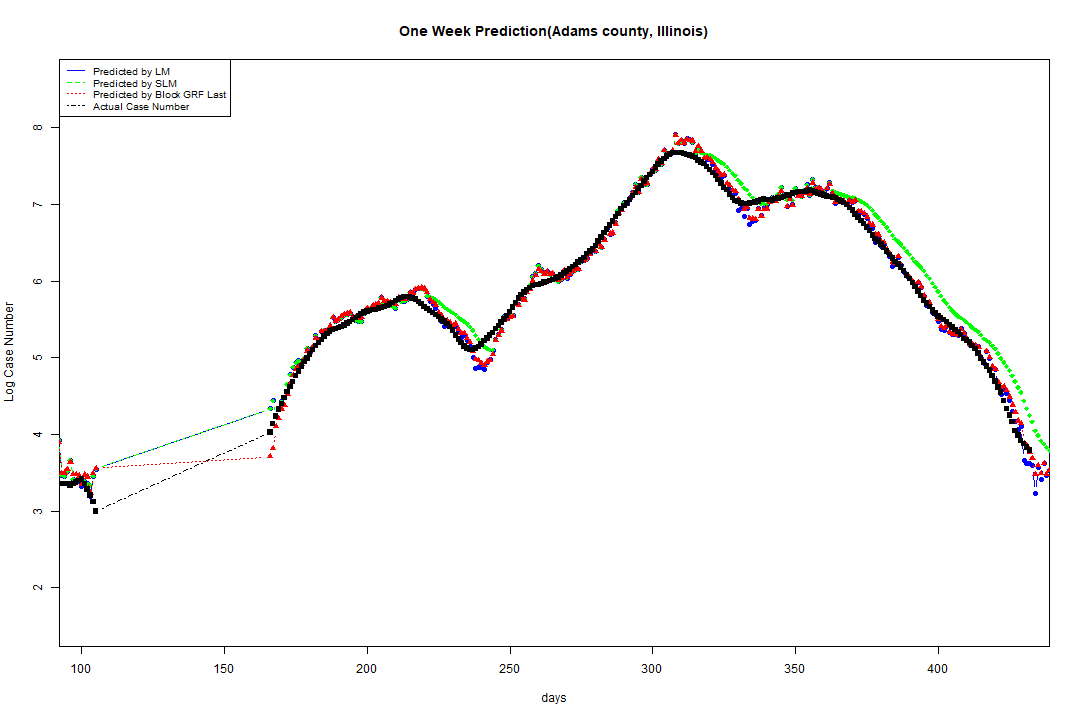 One Week Prediction(Adams county, Illinois)
Predicted by LM
Predicted by SLM
Predicted by Block GRF Last
Actual Case Number
Log Case Number
8
7
6
5
4
3
2
100 150 200 250 300 350 400
days